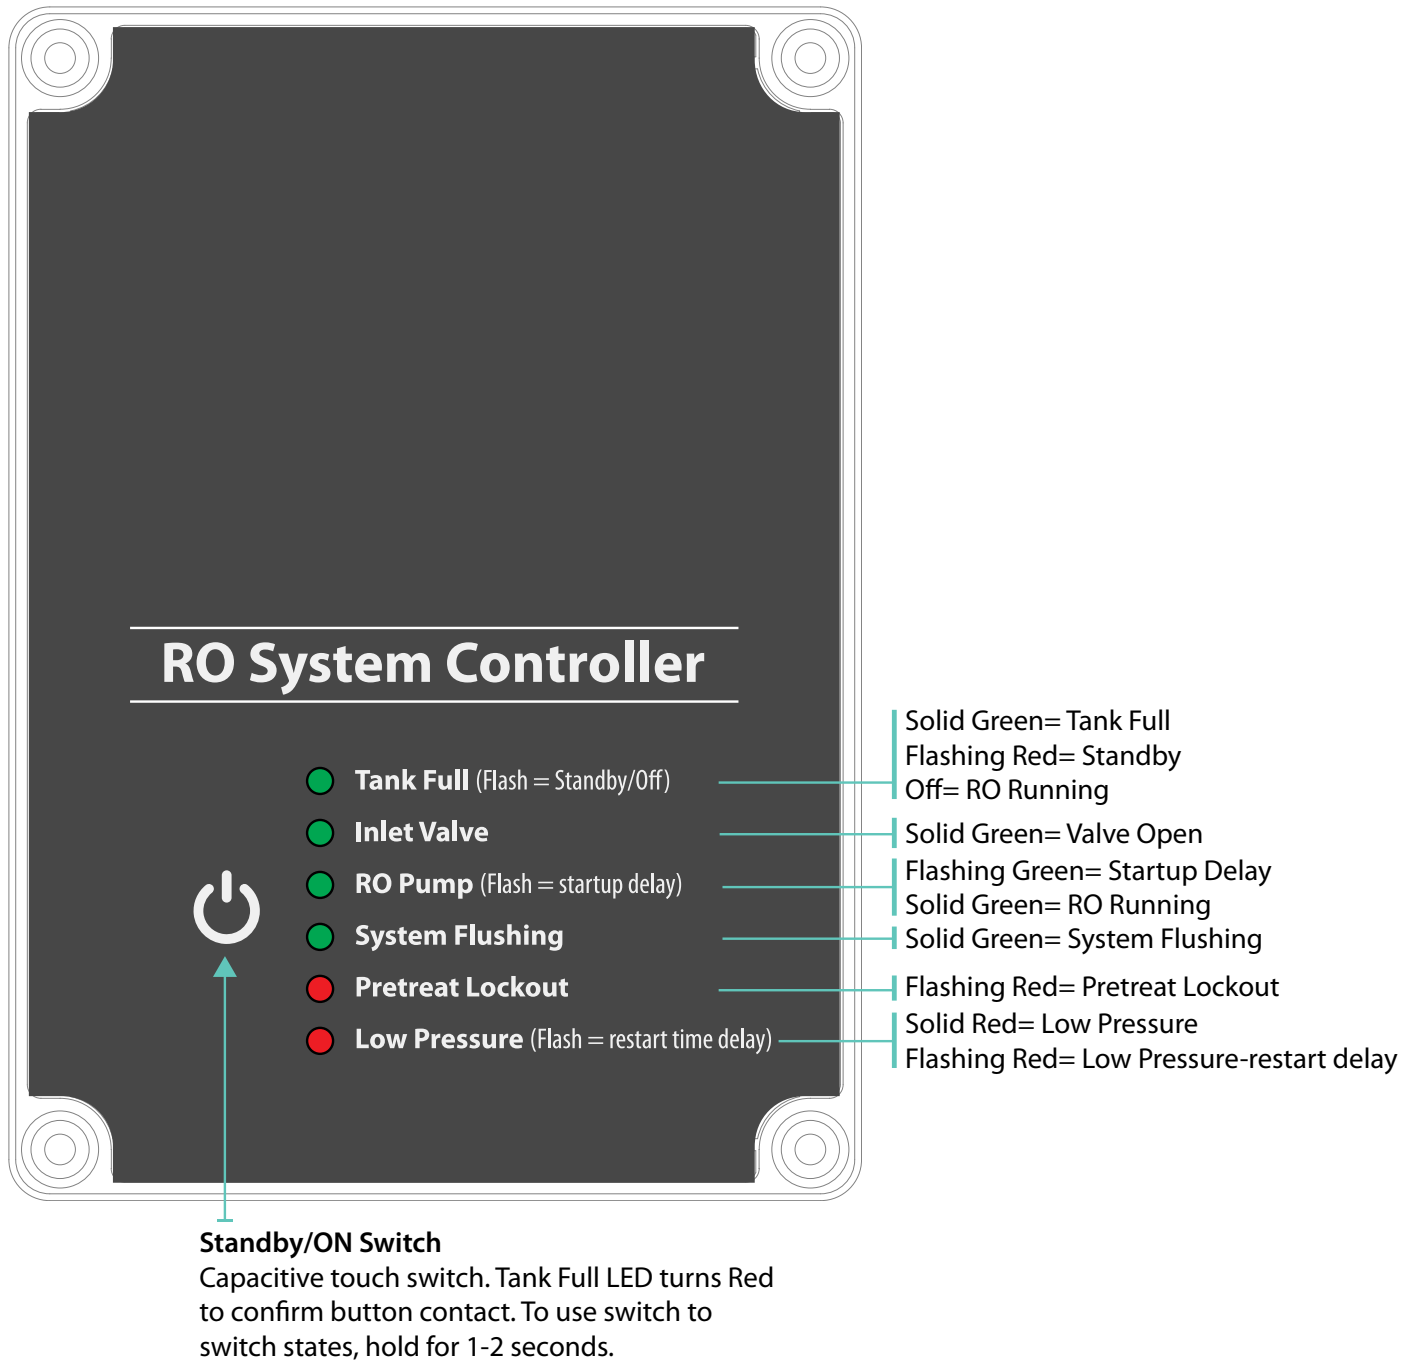 RO System Controller
Tank Full (Flash = Standby/Off)
Solid Green= Tank Full
Flashing Red= Standby
Off= RO Running
Inlet Valve
Solid Green= Valve Open
RO Pump (Flash = startup delay)
Flashing Green= Startup Delay
Solid Green= RO Running
System Flushing
Solid Green= System Flushing
Pretreat Lockout
Flashing Red= Pretreat Lockout
Low Pressure (Flash = restart time delay)
Solid Red= Low Pressure
Flashing Red= Low Pressure-restart delay
Standby/ON Switch
Capacitive touch switch. Tank Full LED turns Red
to confirm button contact. To use switch to
switch states, hold for 1-2 seconds.